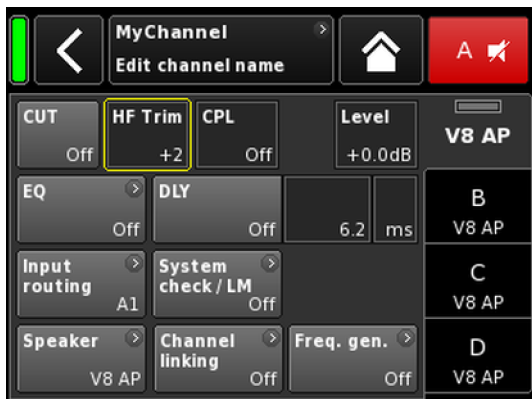 MyChannel
Edit channel name
A
CUT
Off
HF Trim
+2
CPL
Off
Level
+0.0dB
V8 AP
EQ
Off
DLY
Off
6.2
ms
B
V8 AP
Input
routing
A1
System
check / LM
Off
C
V8 AP
Speaker
V8 AP
Channel
linking
Off
Freq. gen.
Off
D
V8 AP